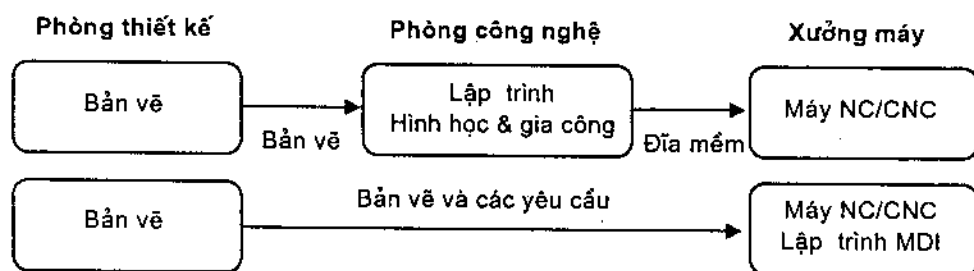 Phòng thiết kế
Phòng công nghệ
Xưởng máy
Bản vẽ
Lập trình
Hình học & gia công
Máy NC/CNC
Bản vẽ
Đĩa mềm
Bản vẽ
Bản vẽ và các yêu cầu
Máy NC/CNC
Lập trình MDI